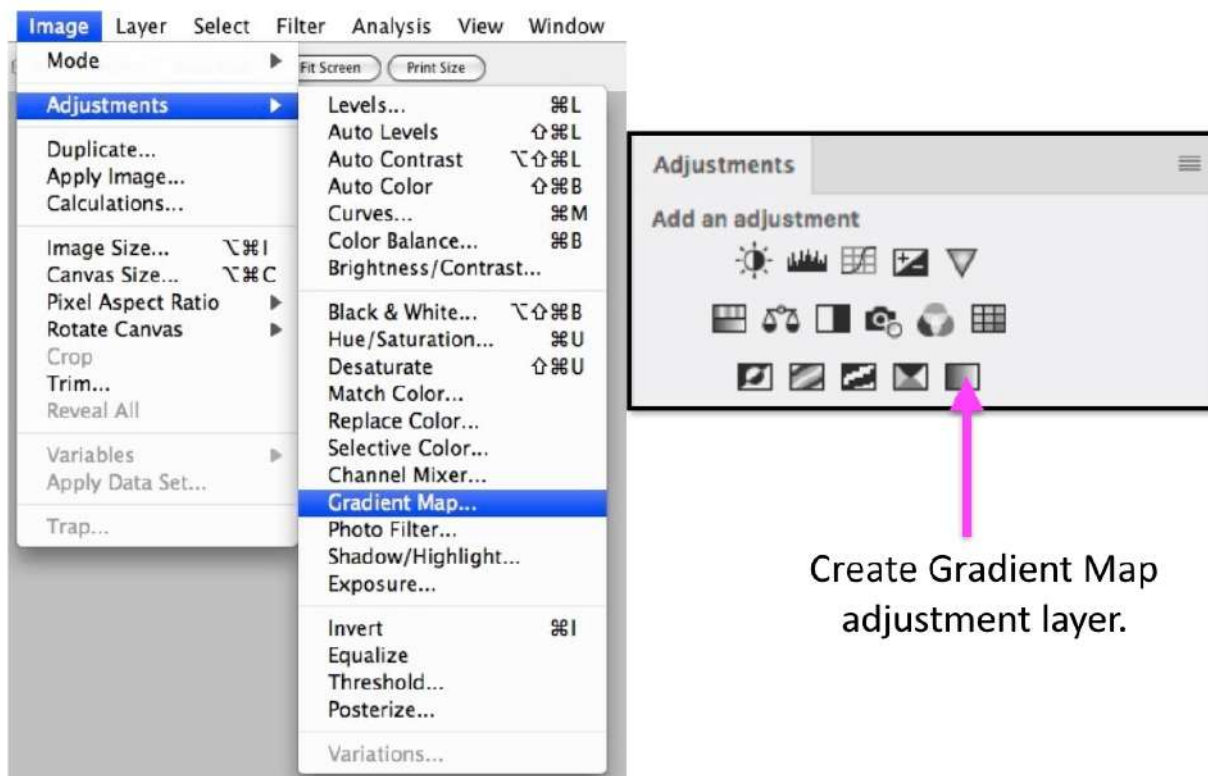 Image Layer Select Filter Analysis View Window
Mode
Fit Screen Print Size
Adjustments
Duplicate...
Apply Image...
Calculations...
Image Size... ⌥⌘I
Canvas Size... ⌥⌘C
Pixel Aspect Ratio
Rotate Canvas
Crop
Trim...
Reveal All
Variables
Apply Data Set...
Trap...
Levels... ⌘L
Auto Levels ⇧⌘L
Auto Contrast ⌥⇧⌘L
Auto Color ⇧⌘B
Curves... ⌘M
Color Balance... ⌘B
Brightness/Contrast...
Black & White... ⌥⇧⌘B
Hue/Saturation... ⌘U
Desaturate ⇧⌘U
Match Color...
Replace Color...
Selective Color...
Channel Mixer...
Gradient Map...
Photo Filter...
Shadow/Highlight...
Exposure...
Invert ⌘I
Equalize
Threshold...
Posterize...
Variations...
Adjustments
Add an adjustment
Create Gradient Map
adjustment layer.